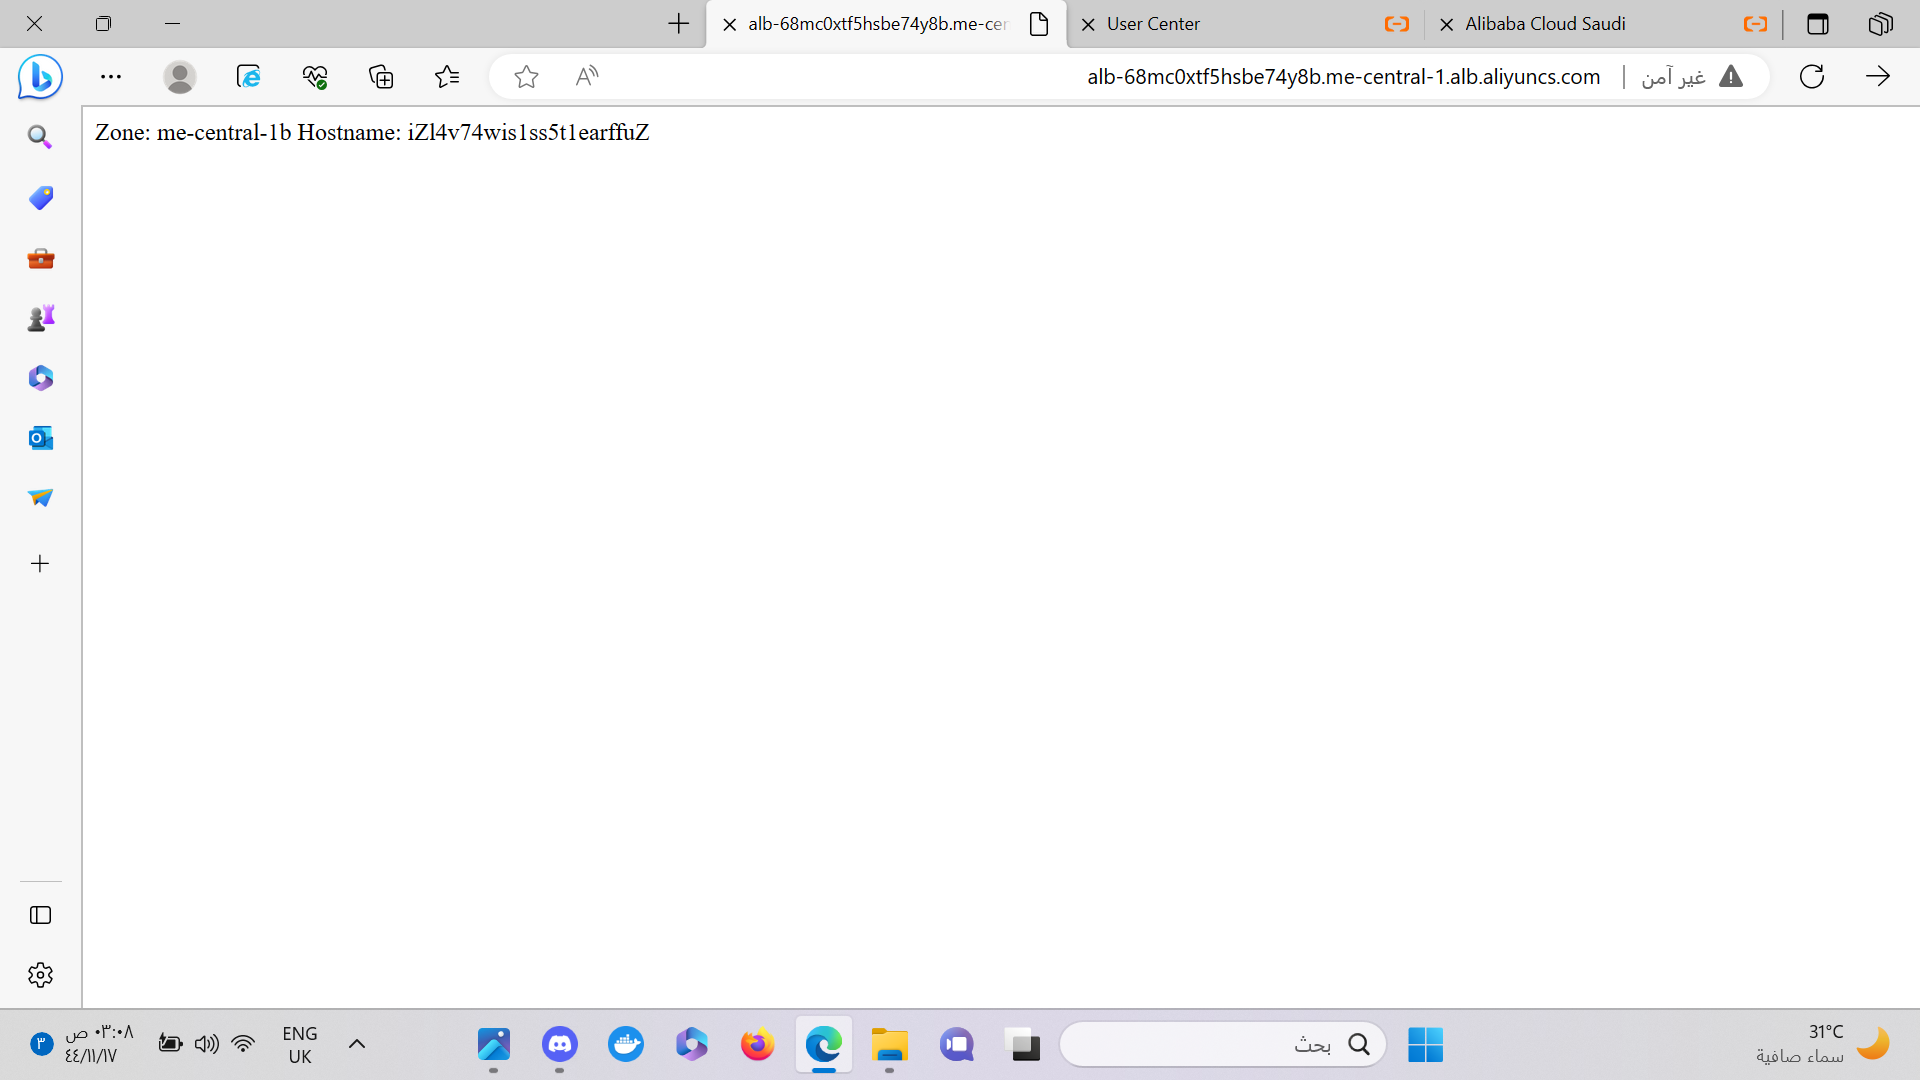 alb-68mc0xtf5hsbe74y8b.me-cer
User Center
Alibaba Cloud Saudi
alb-68mc0xtf5hsbe74y8b.me-central-1.alb.aliyuncs.com
غير آمن
Zone: me-central-1b Hostname: iZl4v74wis1ss5t1earffuZ
٣
٠٣:٠٨ ص
٤٤/١١/١٧
ENG
UK
بحث
31°C
سماء صافية